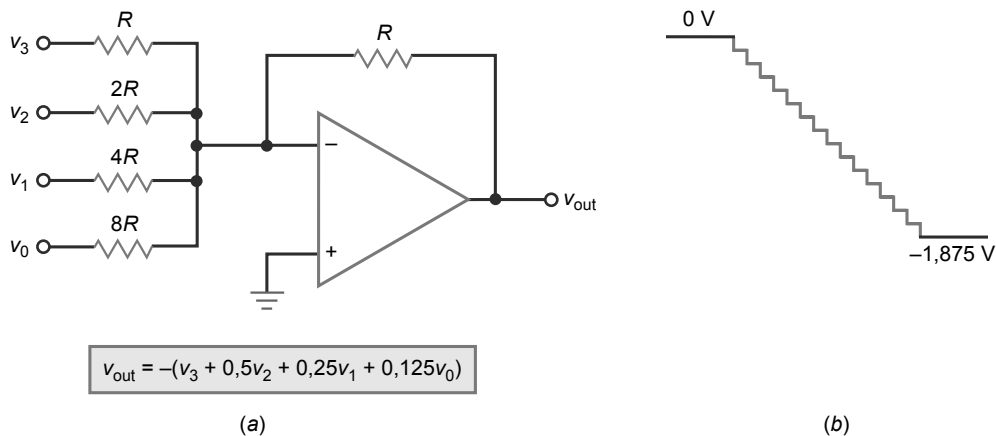 R
v3
2R
v2
4R
v1
8R
v0
R
–
+
vout
vout = –(v3 + 0,5v2 + 0,25v1 + 0,125v0)
(a)
0 V
–1,875 V
(b)